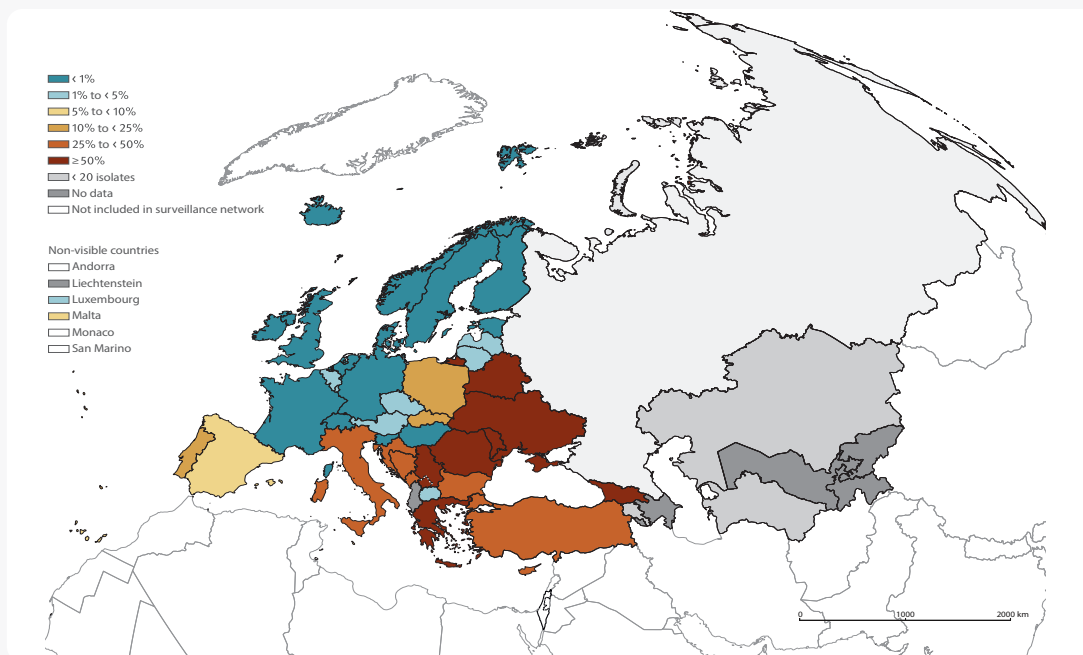 < 1%
1% to < 5%
5% to < 10%
10% to < 25%
25% to < 50%
≥50%
< 20 isolates
No data
Not included in surveillance network
Non-visible countries
Andorra
Liechtenstein
Luxembourg
Malta
Monaco
San Marino
0 1000 2000 km